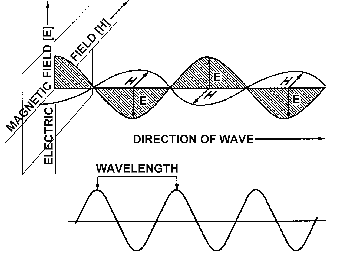 MAGNETIC FIELD [E]
ELECTRIC
FIELD [H]
H
E
H
E
H
E
DIRECTION OF WAVE
WAVELENGTH